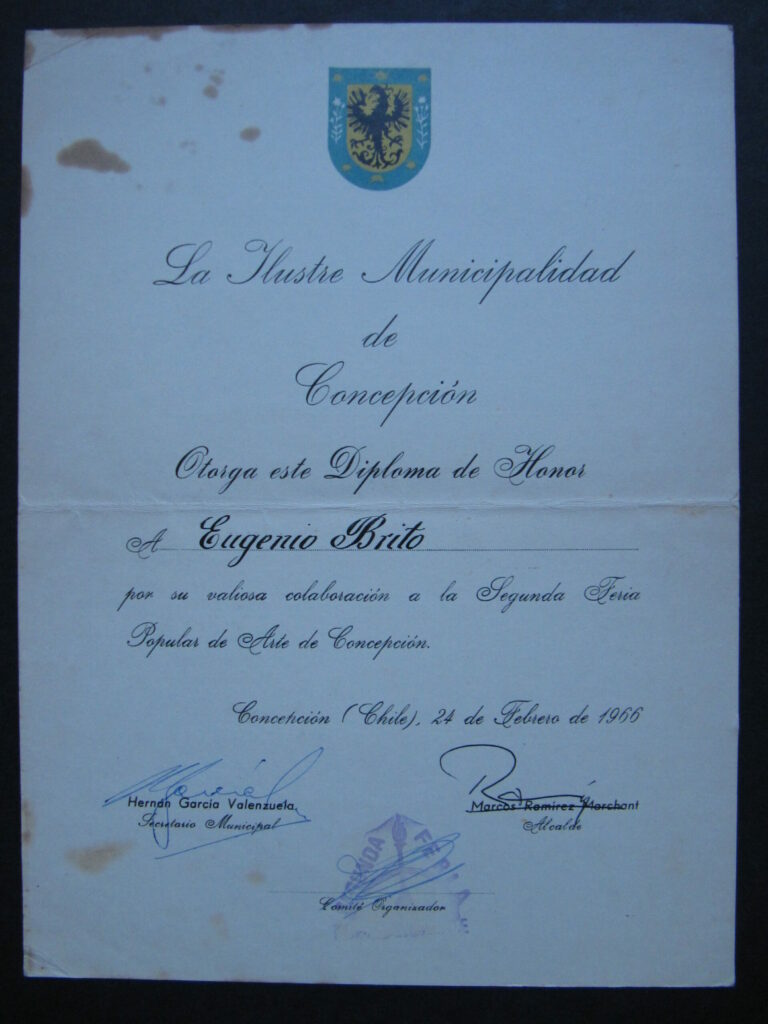 La Ilustre Municipalidad
de
Concepción
Otorga este Diploma de Honor
A Eugenio Brito
por su valiosa colaboración a la Segunda Feria
Popular de Arte de Concepción.
Concepción (Chile), 24 de Febrero de 1966
Hernán García Valenzuela
Secretario Municipal
Marcos Ramírez Marchant
Alcalde
Comité Organizador